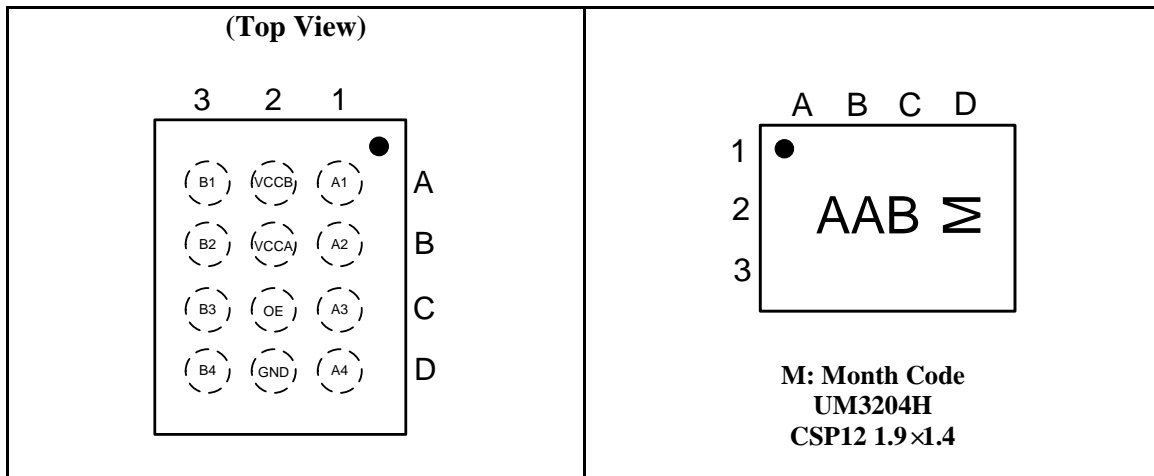 (Top View)
3 2 1
B1 VCCB A1 A
B2 VCCA A2 B
B3 OE A3 C
B4 GND A4 D
A B C D
1
2 AAB M
3
M: Month Code
UM3204H
CSP12 1.9×1.4